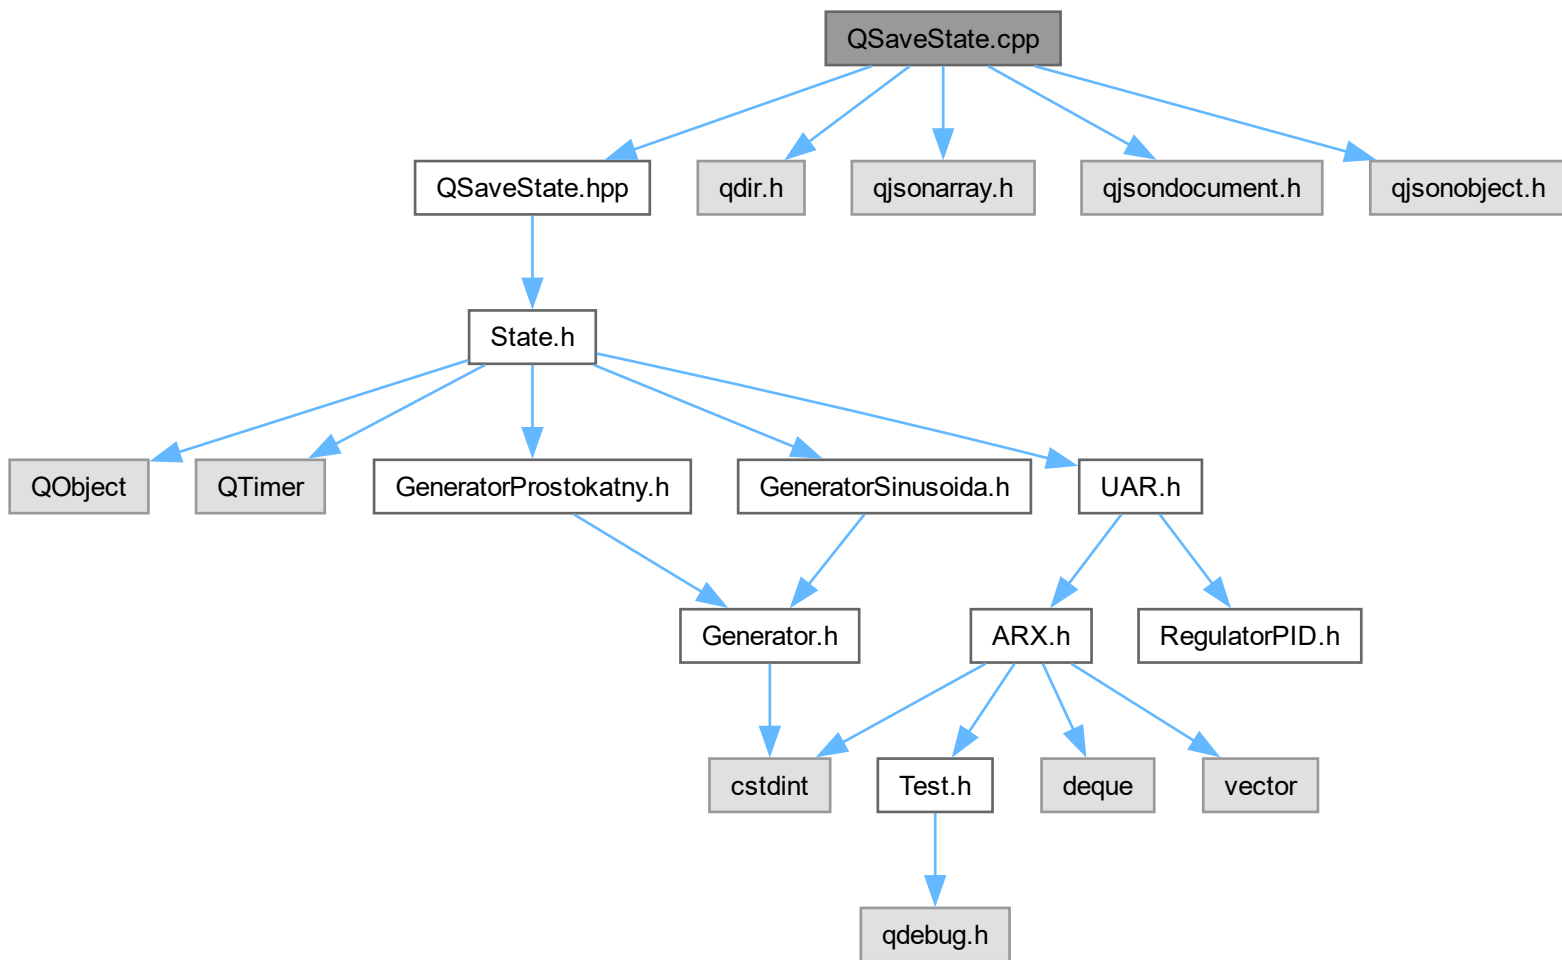 QSaveState.cpp
QSaveState.hpp
qdir.h
qjsonarray.h
qjsondocument.h
qjsonobject.h
State.h
QObject
QTimer
GeneratorProstokatny.h
GeneratorSinusoida.h
UAR.h
Generator.h
ARX.h
RegulatorPID.h
cstdint
Test.h
deque
vector
qdebug.h